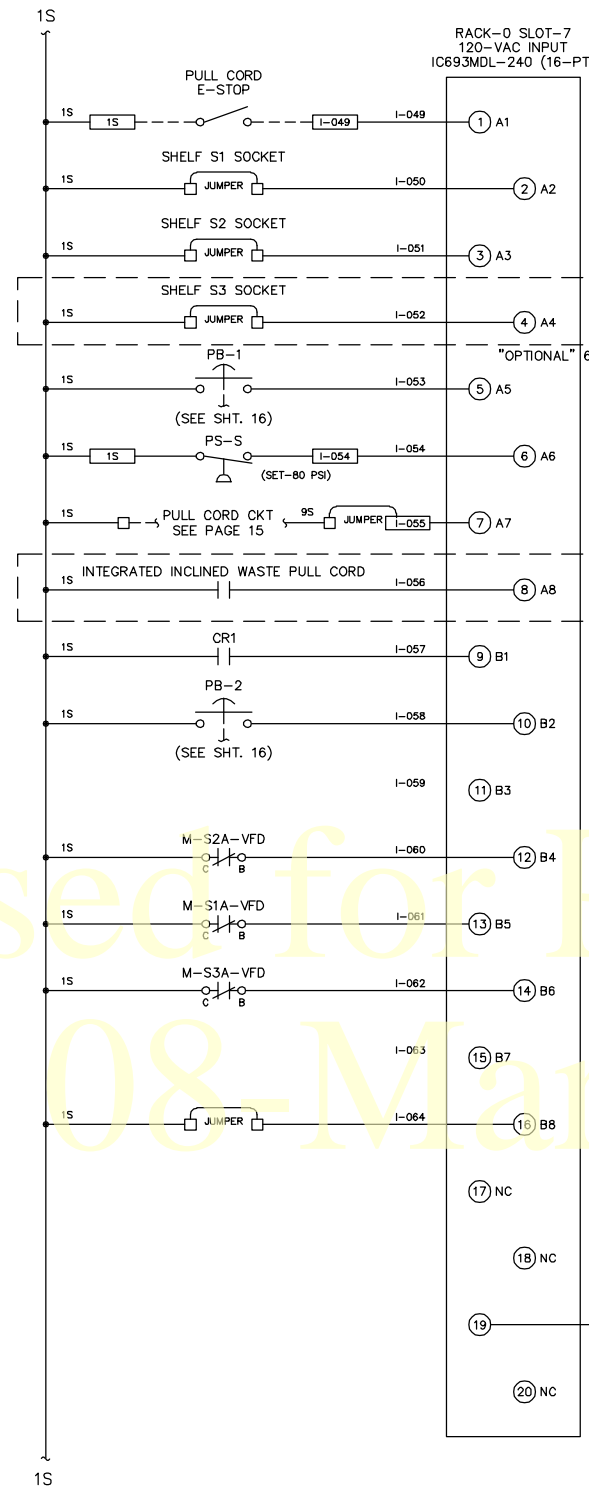 1S
RACK-0 SLOT-7
120-VAC INPUT
IC693MDL-240 (16-PT
PULL CORD
E-STOP
1S 1S I-049 I-049 1 A1
SHELF S1 SOCKET
1S JUMPER I-050 2 A2
SHELF S2 SOCKET
1S JUMPER I-051 3 A3
SHELF S3 SOCKET
1S JUMPER I-052 4 A4
"OPTIONAL" 6
PB-1
1S I-053 5 A5
(SEE SHT. 16)
PS-S
1S 1S I-054 I-054 6 A6
(SET-80 PSI)
1S PULL CORD CKT 9S JUMPER I-055 7 A7
SEE PAGE 15
INTEGRATED INCLINED WASTE PULL CORD
1S I-056 8 A8
CR1
1S I-057 9 B1
PB-2
1S I-058 10 B2
(SEE SHT. 16)
I-059 11 B3
M-S2A-VFD
1S I-060 12 B4
C B
M-S1A-VFD
1S I-061 13 B5
C B
M-S3A-VFD
1S I-062 14 B6
C B
I-063 15 B7
1S JUMPER I-064 16 B8
17 NC
18 NC
19
20 NC
1S
sed for
08-Mar